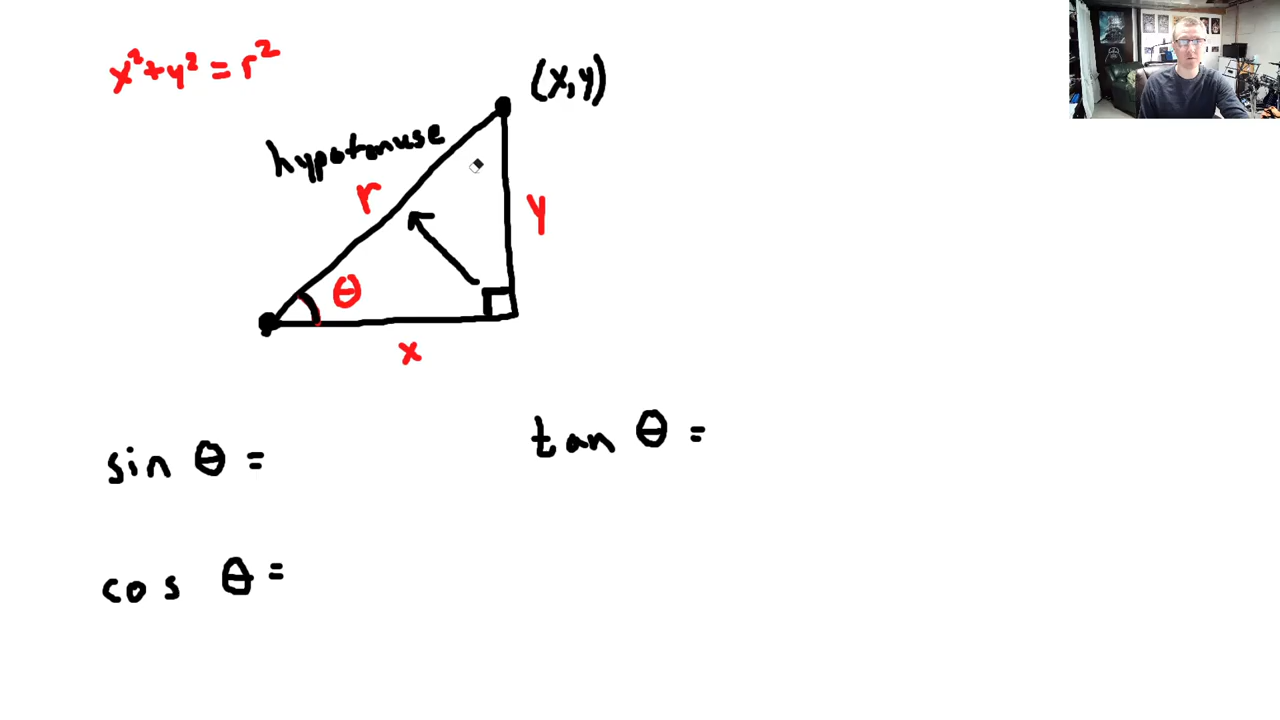 x²+y²=r²
(x,y)
hypotenuse
r
y
θ
x
sin θ =
tan θ =
cos θ =